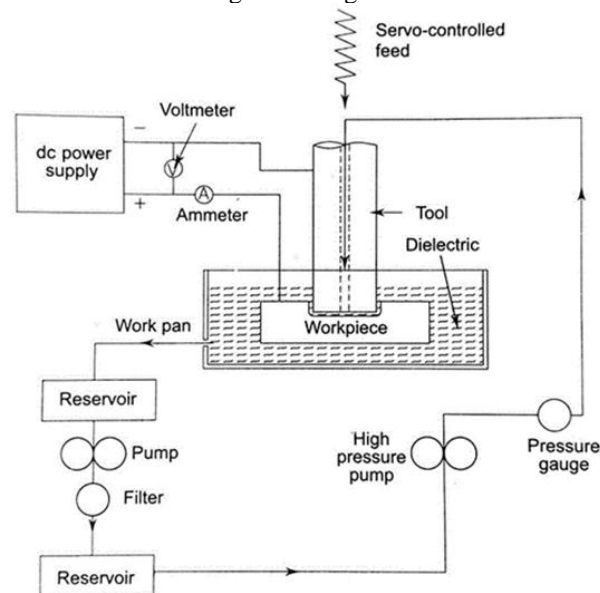 Servo-controlled
feed
Voltmeter
−
dc power
supply
V
+
A
Ammeter
Tool
Dielectric
Work pan
Workpiece
Reservoir
Pump
High
pressure
pump
Pressure
gauge
Filter
Reservoir